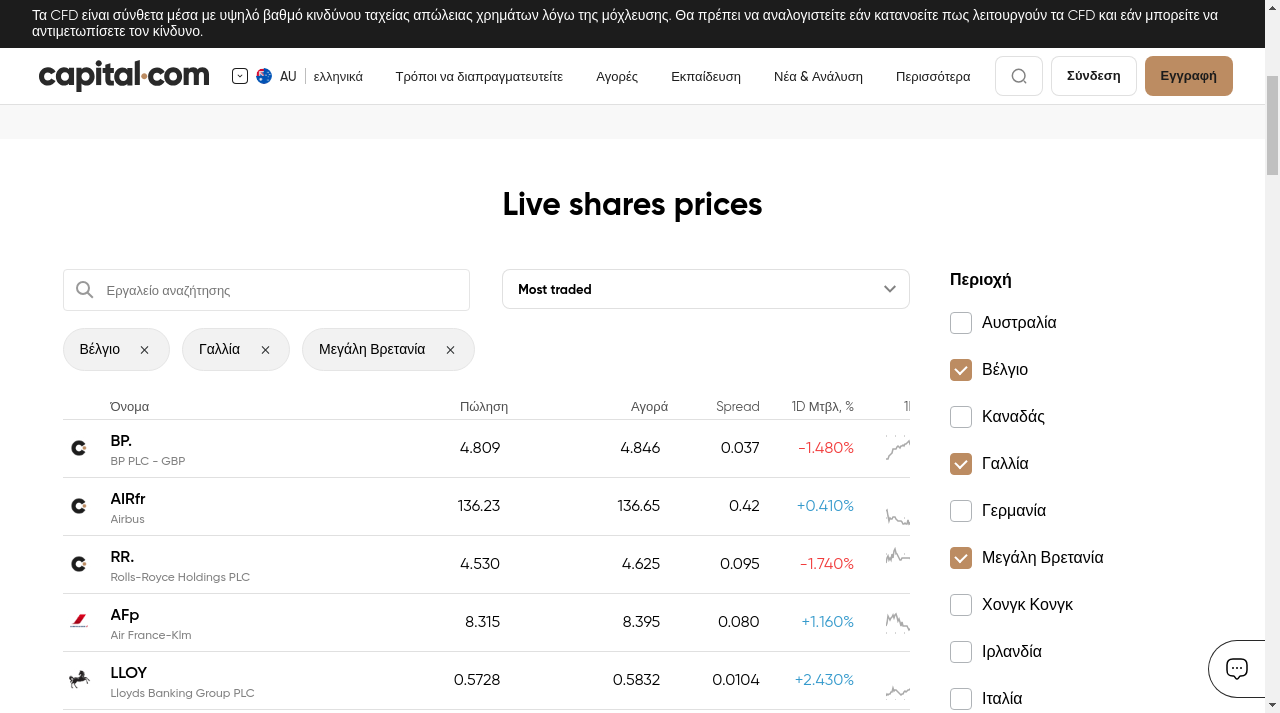 Τα CFD είναι σύνθετα μέσα με υψηλό βαθμό κινδύνου ταχείας απώλειας χρημάτων λόγω της μόχλευσης. Θα πρέπει να αναλογιστείτε εάν κατανοείτε πως λειτουργούν τα CFD και εάν μπορείτε να
αντιμετωπίσετε τον κίνδυνο.
capital.com AU ελληνικά Τρόποι να διαπραγματευτείτε Αγορές Εκπαίδευση Νέα & Ανάλυση Περισσότερα Σύνδεση Εγγραφή
Live shares prices
Εργαλείο αναζήτησης Most traded
Βέλγιο Γαλλία Μεγάλη Βρετανία
Όνομα Πώληση Αγορά Spread 1D Μτβλ, %
BP. 4.809 4.846 0.037 -1.480%
BP PLC - GBP
AIRfr 136.23 136.65 0.42 +0.410%
Airbus
RR. 4.530 4.625 0.095 -1.740%
Rolls-Royce Holdings PLC
AFp 8.315 8.395 0.080 +1.160%
Air France-Klm
LLOY 0.5728 0.5832 0.0104 +2.430%
Lloyds Banking Group PLC
Περιοχή
Αυστραλία
Βέλγιο
Καναδάς
Γαλλία
Γερμανία
Μεγάλη Βρετανία
Χονγκ Κονγκ
Ιρλανδία
Ιταλία